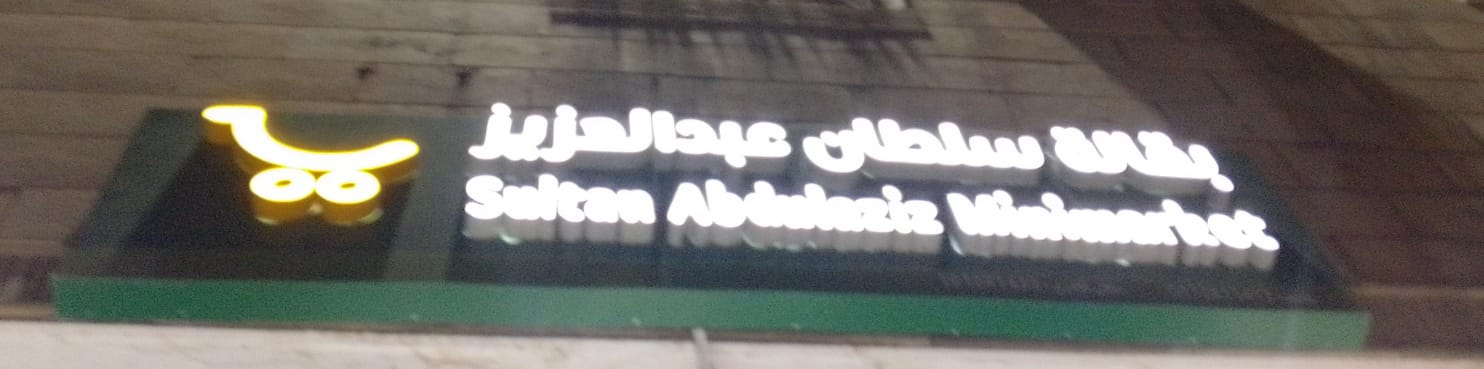 بقالة سلطان عبدالعزيز
Sultan Abdulaziz Minimarket